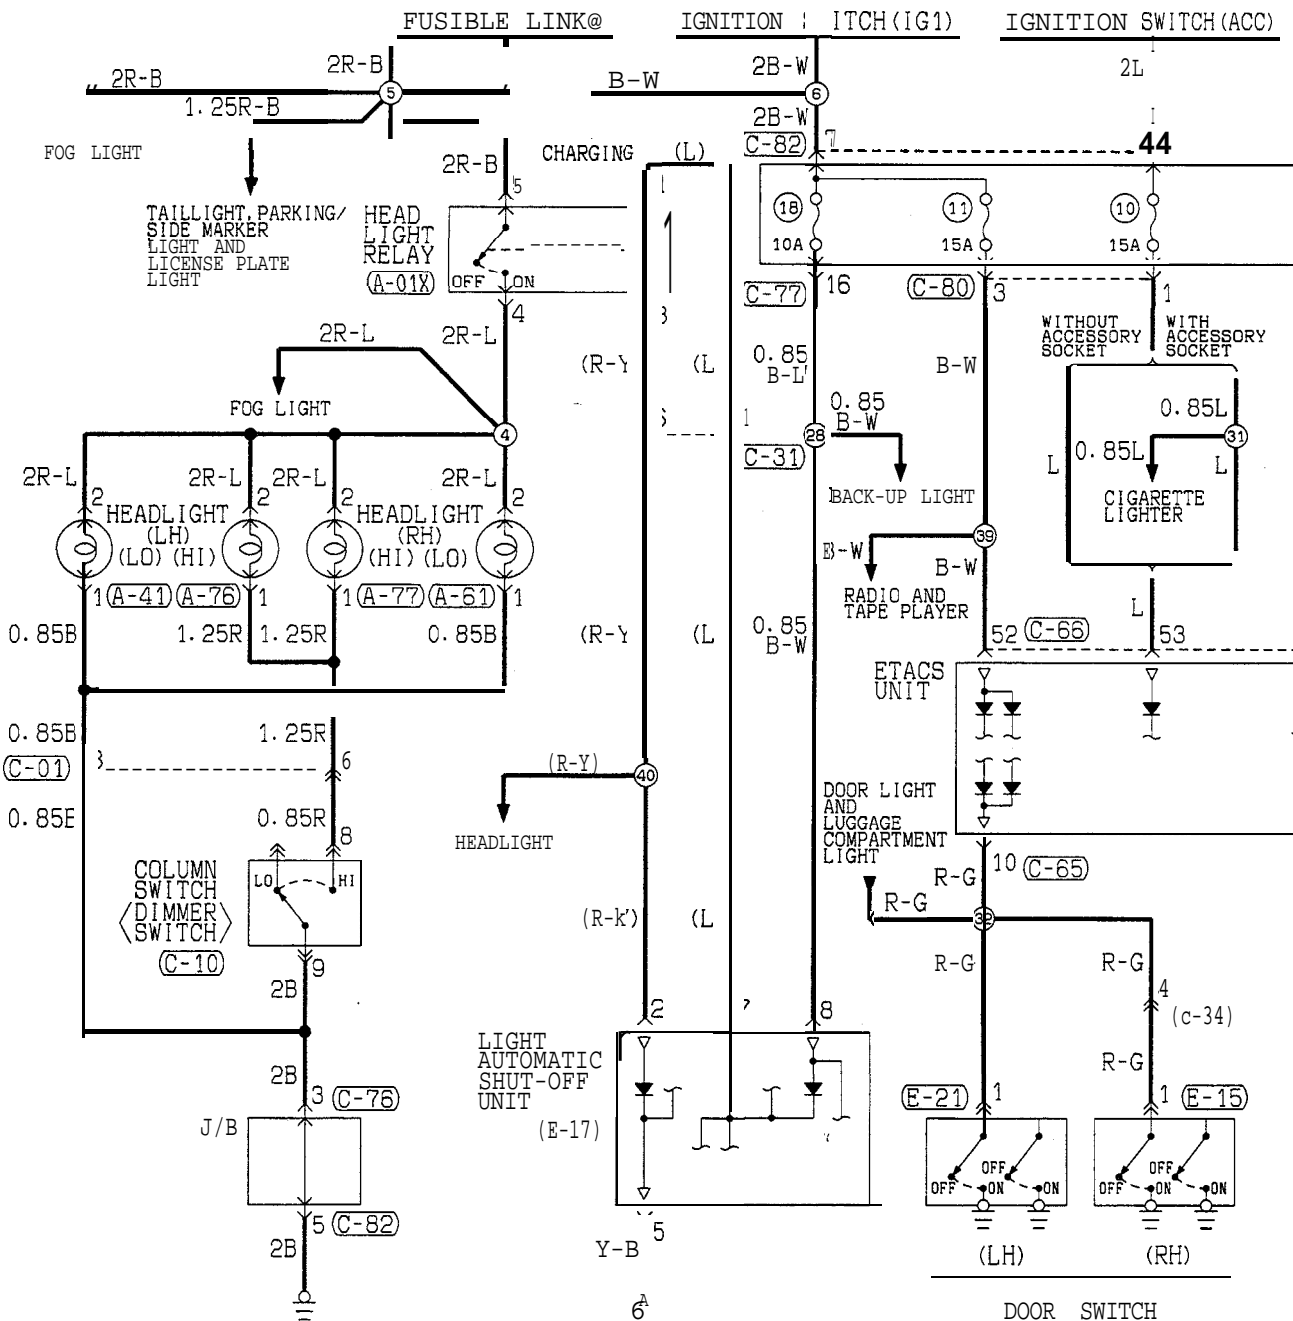 FUSIBLE LINK@
IGNITION ITCH(IG1)
IGNITION SWITCH(ACC)
2R-B
2R-B
1.25R-B
5
B-W
2B-W
6
2B-W
2L
FOG LIGHT
2R-B
5
CHARGING
(L)
C-82
7
44
TAILLIGHT, PARKING/
SIDE MARKER
LIGHT AND
LICENSE PLATE
LIGHT
HEAD
LIGHT
RELAY
(A-01X)
OFF
ON
4
18
10A
11
15A
10
15A
C-77
16
C-80
3
1
2R-L
2R-L
FOG LIGHT
4
(R-Y
(L
0.85
B-L
B-W
WITHOUT
ACCESSORY
SOCKET
WITH
ACCESSORY
SOCKET
0.85
B-W
28
1
C-31
BACK-UP LIGHT
0.85L
31
0.85L
L
L
CIGARETTE
LIGHTER
2R-L
2
2R-L
2
2R-L
2
2R-L
2
HEADLIGHT
(LH)
(LO) (HI)
HEADLIGHT
(RH)
(HI) (LO)
1
A-41
A-76
1
1
A-77
A-61
1
39
B-W
B-W
RADIO AND
TAPE PLAYER
L
0.85B
1.25R
1.25R
0.85B
(R-Y
(L
0.85
B-W
52
C-66
53
ETACS
UNIT
0.85B
1.25R
C-01
6
(R-Y)
40
HEADLIGHT
0.85R
8
DOOR LIGHT
AND
LUGGAGE
COMPARTMENT
LIGHT
10
C-65
R-G
R-G
32
COLUMN
SWITCH
DIMMER
SWITCH
C-10
LO
HI
9
2B
(R-k')
(L
R-G
R-G
4
(c-34)
R-G
2
7
8
LIGHT
AUTOMATIC
SHUT-OFF
UNIT
(E-17)
2B
3
C-76
J/B
5
C-82
2B
E-21
1
1
E-15
OFF
OFF
ON
ON
OFF
OFF
ON
ON
Y-B
5
(LH)
(RH)
6A
DOOR SWITCH